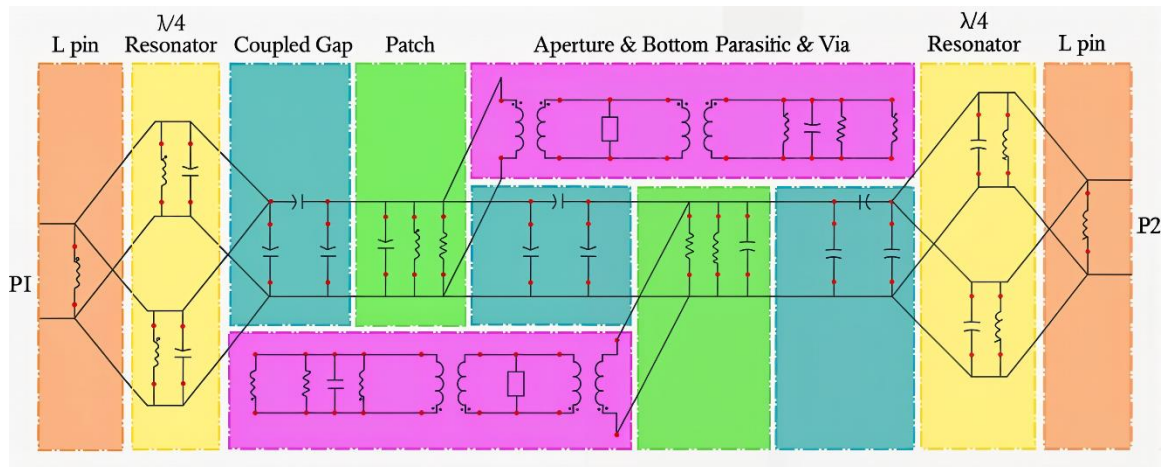 λ/4
λ/4
L pin
Resonator
Coupled Gap
Patch
Aperture & Bottom Parasitic & Via
Resonator
L pin
P1
P2